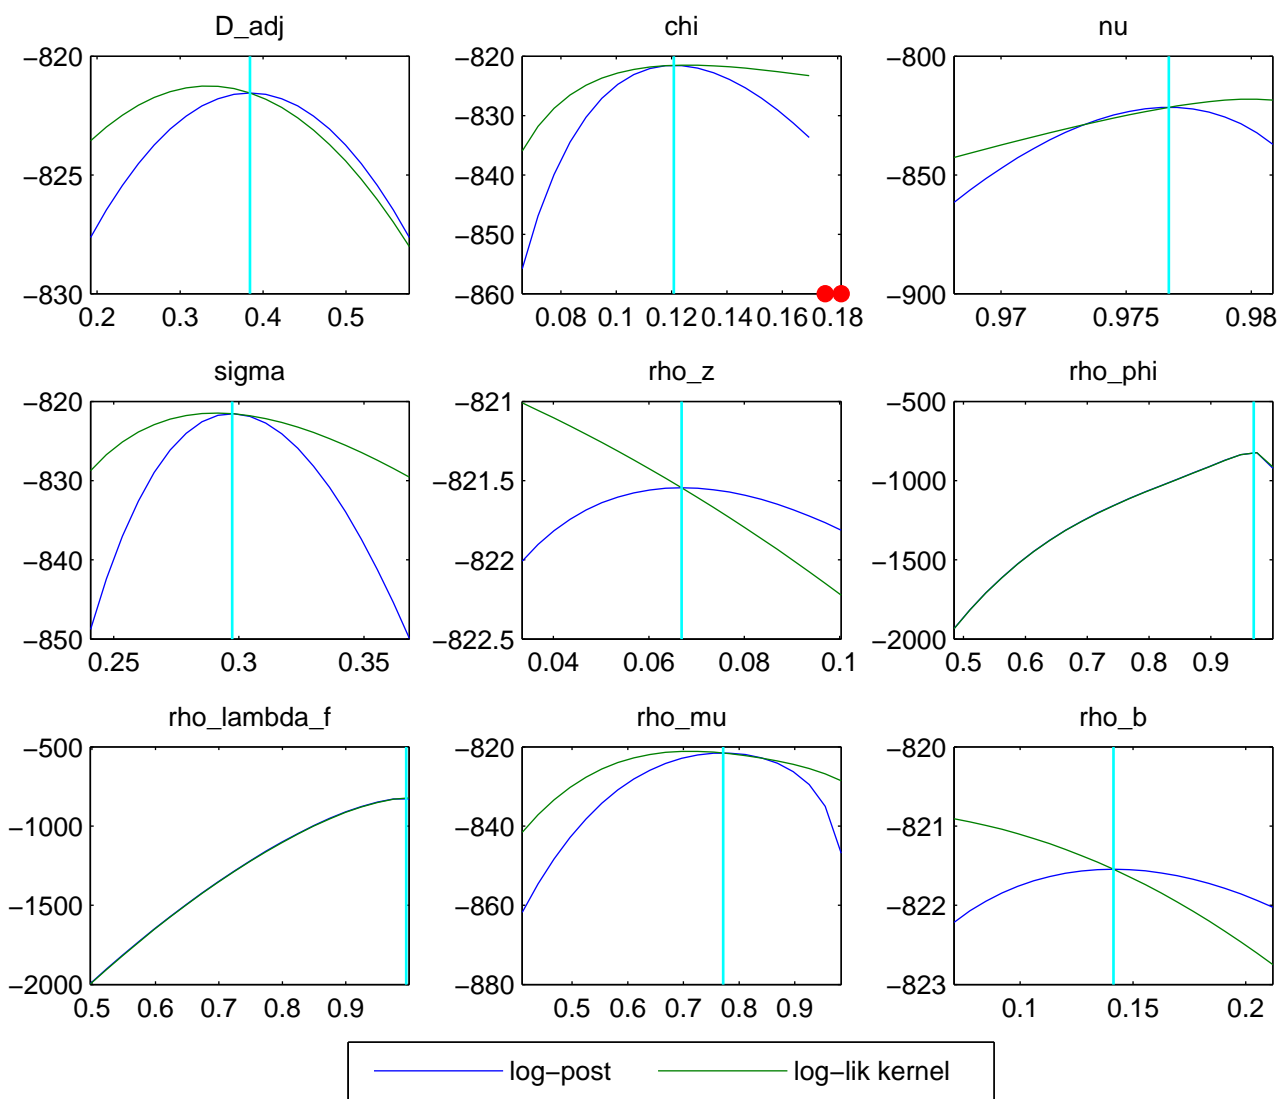 D_adj chi nu
−820 −820 −800
−825 −830 −850
−840
−850
−830 −860 −900
0.2 0.3 0.4 0.5 0.08 0.1 0.12 0.14 0.16 0.18 0.97 0.975 0.98
sigma rho_z rho_phi
−820 −821 −500
−830 −821.5 −1000
−840 −822 −1500
−850 −822.5 −2000
0.25 0.3 0.35 0.04 0.06 0.08 0.1 0.5 0.6 0.7 0.8 0.9
rho_lambda_f rho_mu rho_b
−500 −820 −820
−1000 −840 −821
−1500 −860 −822
−2000 −880 −823
0.5 0.6 0.7 0.8 0.9 0.5 0.6 0.7 0.8 0.9 0.1 0.15 0.2
log−post log−lik kernel